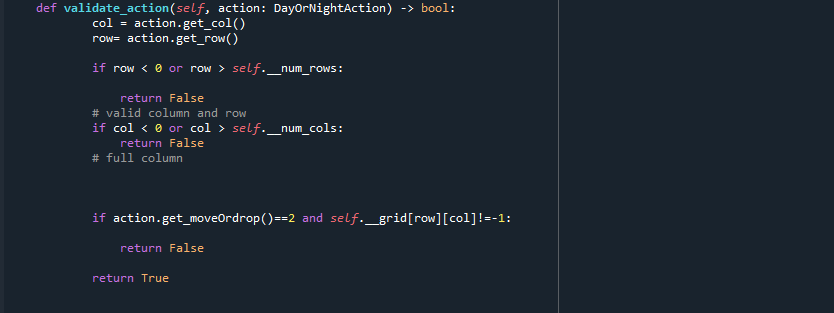 def validate_action(self, action: DayOrNightAction) -> bool:
col = action.get_col()
row= action.get_row()
if row < 0 or row > self.__num_rows:
return False
# valid column and row
if col < 0 or col > self.__num_cols:
return False
# full column
if action.get_moveOrdrop()==2 and self.__grid[row][col]!=-1:
return False
return True